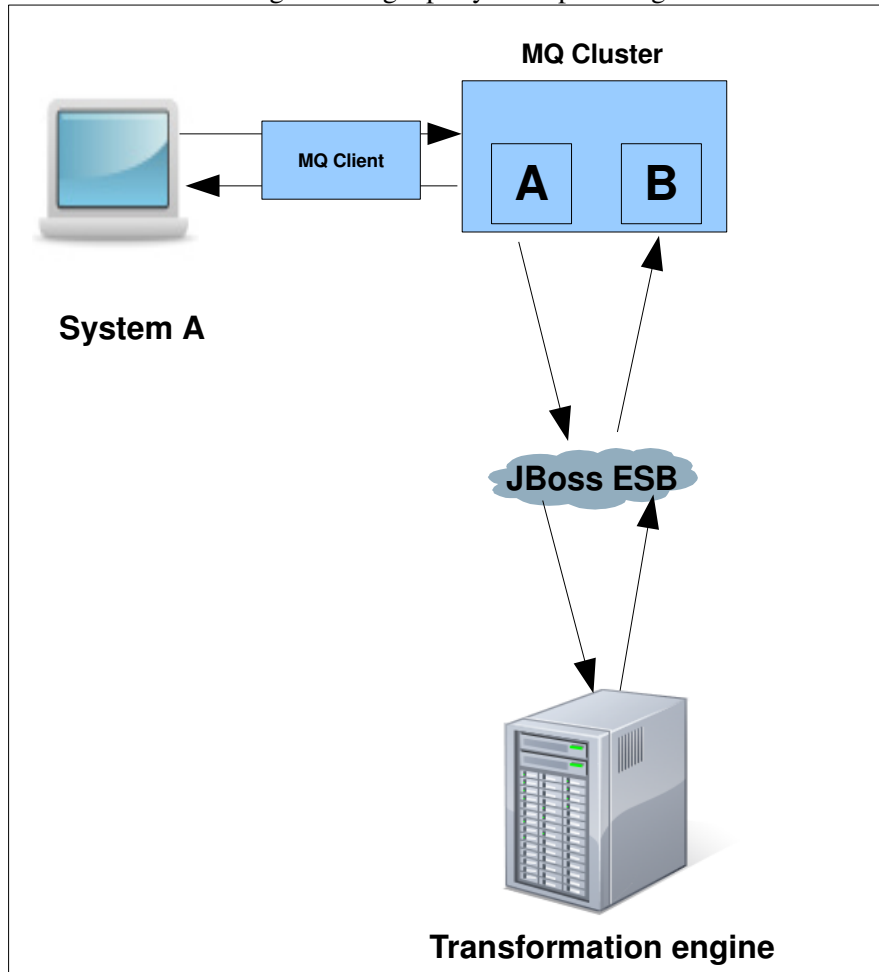 MQ Cluster
MQ Client
A B
System A
JBoss ESB
Transformation engine